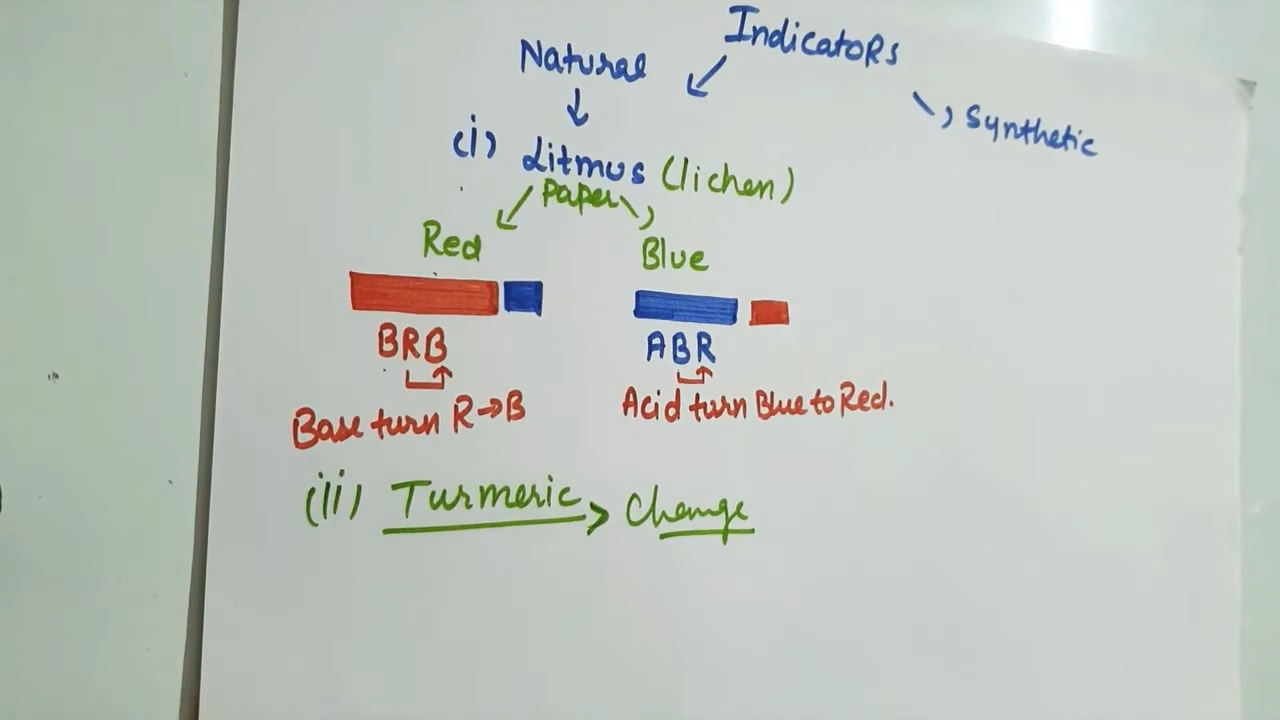 IndicatoRs
Natural
Synthetic
(i) Litmus (lichen)
Paper
Red Blue
BRB ABR
Base turn R→B Acid turn Blue to Red.
(ii) Turmeric > Change